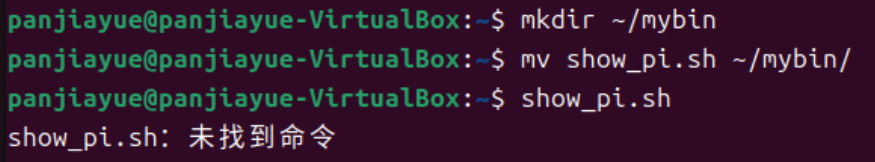 panjiayue@panjiayue-VirtualBox:~$ mkdir ~/mybin
panjiayue@panjiayue-VirtualBox:~$ mv show_pi.sh ~/mybin/
panjiayue@panjiayue-VirtualBox:~$ show_pi.sh
show_pi.sh：未找到命令